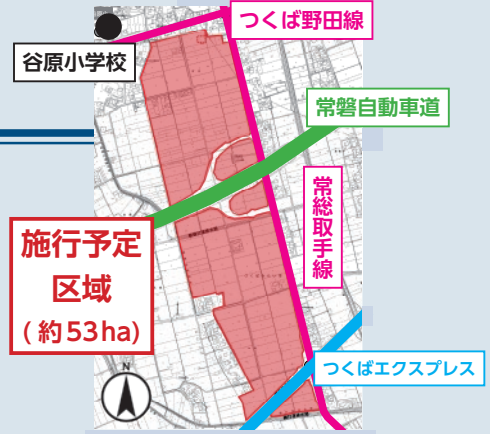 つくば野田線
谷原小学校
常磐自動車道
常総取手線
施行予定
区域
(約53ha)
つくばエクスプレス
N